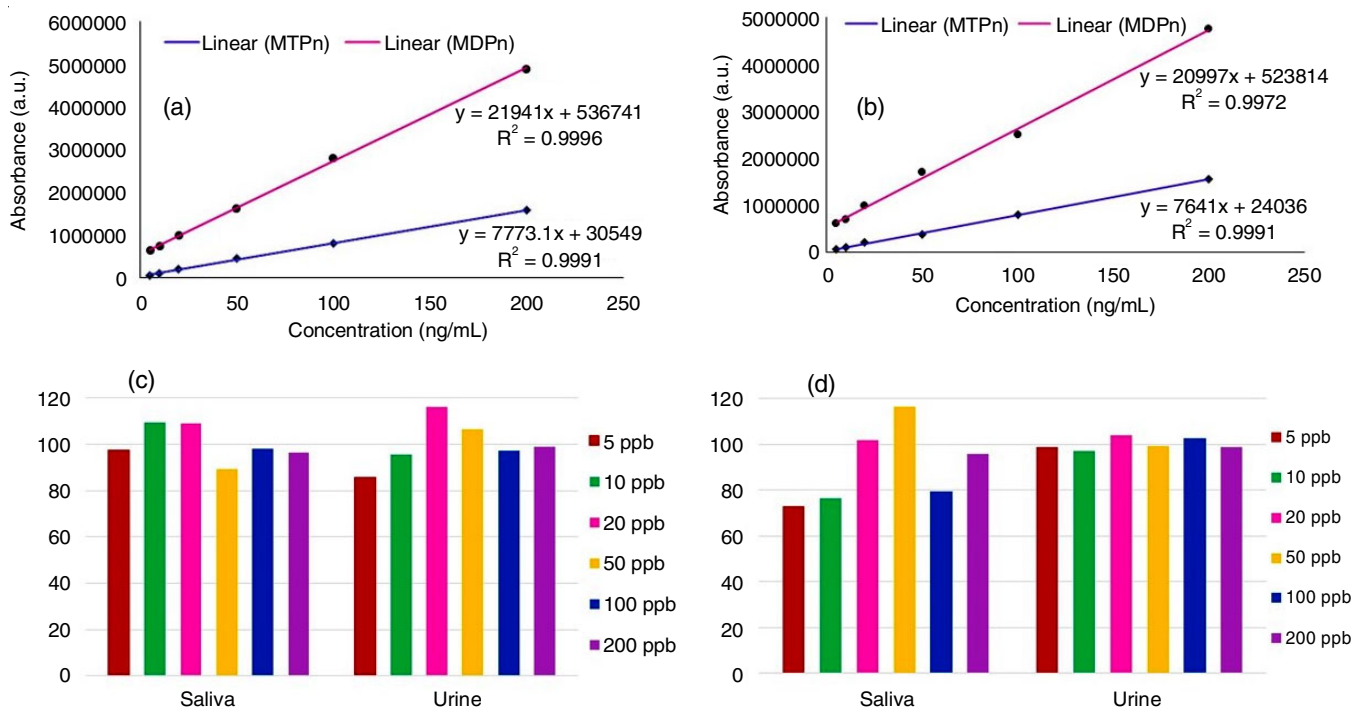 6000000
5000000
4000000
3000000
2000000
1000000
0
Absorbance (a.u.)
Linear (MTPn) Linear (MDPn)
(a)
y = 21941x + 536741
R² = 0.9996
y = 7773.1x + 30549
R² = 0.9991
0 50 100 150 200 250
Concentration (ng/mL)
5000000
4000000
3000000
2000000
1000000
0
Absorbance (a.u.)
Linear (MTPn) Linear (MDPn)
(b)
y = 20997x + 523814
R² = 0.9972
y = 7641x + 24036
R² = 0.9991
0 50 100 150 200 250
Concentration (ng/mL)
(c)
120
100
80
60
40
20
0
Saliva Urine
5 ppb
10 ppb
20 ppb
50 ppb
100 ppb
200 ppb
(d)
120
100
80
60
40
20
0
Saliva Urine
5 ppb
10 ppb
20 ppb
50 ppb
100 ppb
200 ppb